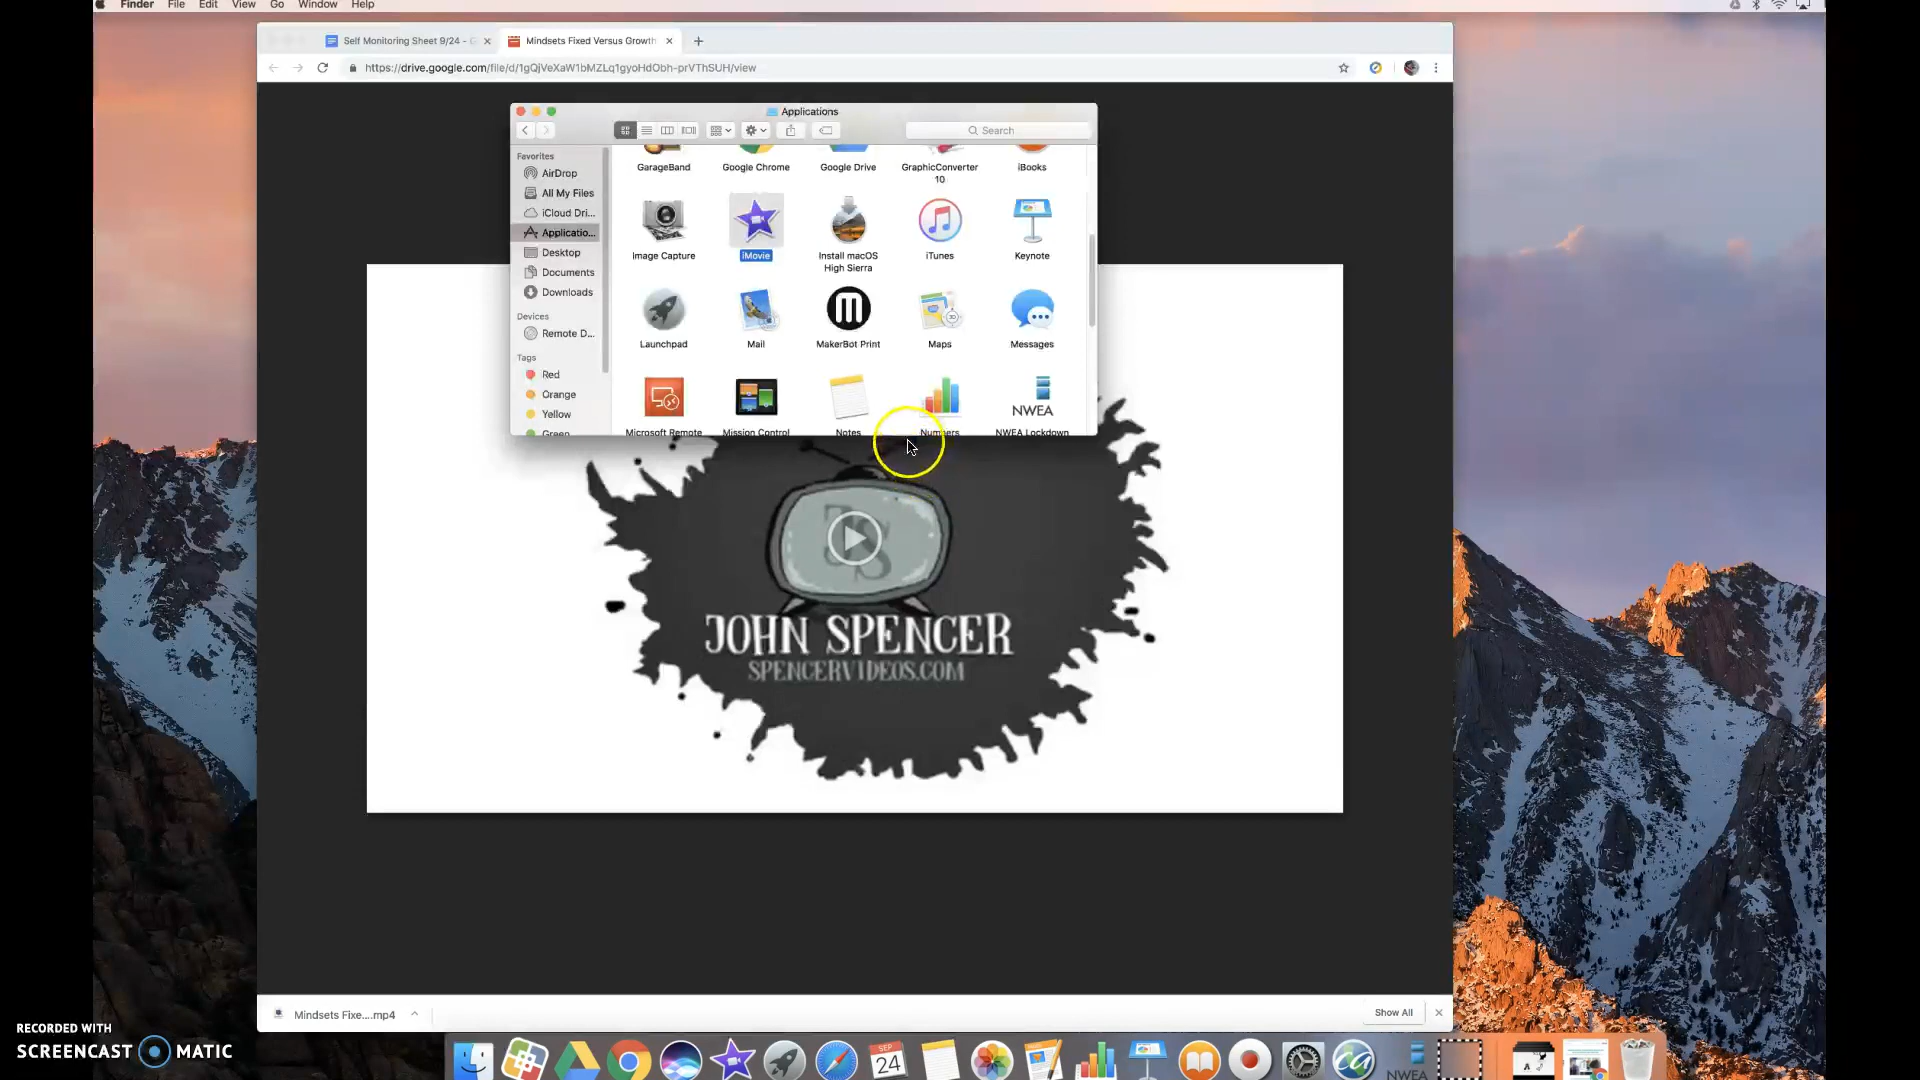 Finder File Edit View Go Window Help
Self Monitoring Sheet 9/24 - G
Mindsets Fixed Versus Growth
https://drive.google.com/file/d/1gQjVeXaW1bMZLq1gyoHdObh-prVThSUH/view
Applications
Search
Favorites
AirDrop
All My Files
iCloud Dri...
Applicatio...
Desktop
Documents
Downloads
Devices
Remote D...
Tags
Red
Orange
Yellow
Green
GarageBand
Google Chrome
Google Drive
GraphicConverter
10
iBooks
Image Capture
iMovie
Install macOS
High Sierra
iTunes
Keynote
Launchpad
Mail
MakerBot Print
Maps
Messages
NWEA
Microsoft Remote
Mission Control
Notes
Numbers
NWEA Lockdown
JOHN SPENCER
SPENCERVIDEOS.COM
Mindsets Fixe....mp4
Show All
RECORDED WITH
SCREENCAST MATIC
SEP
24
NWEA